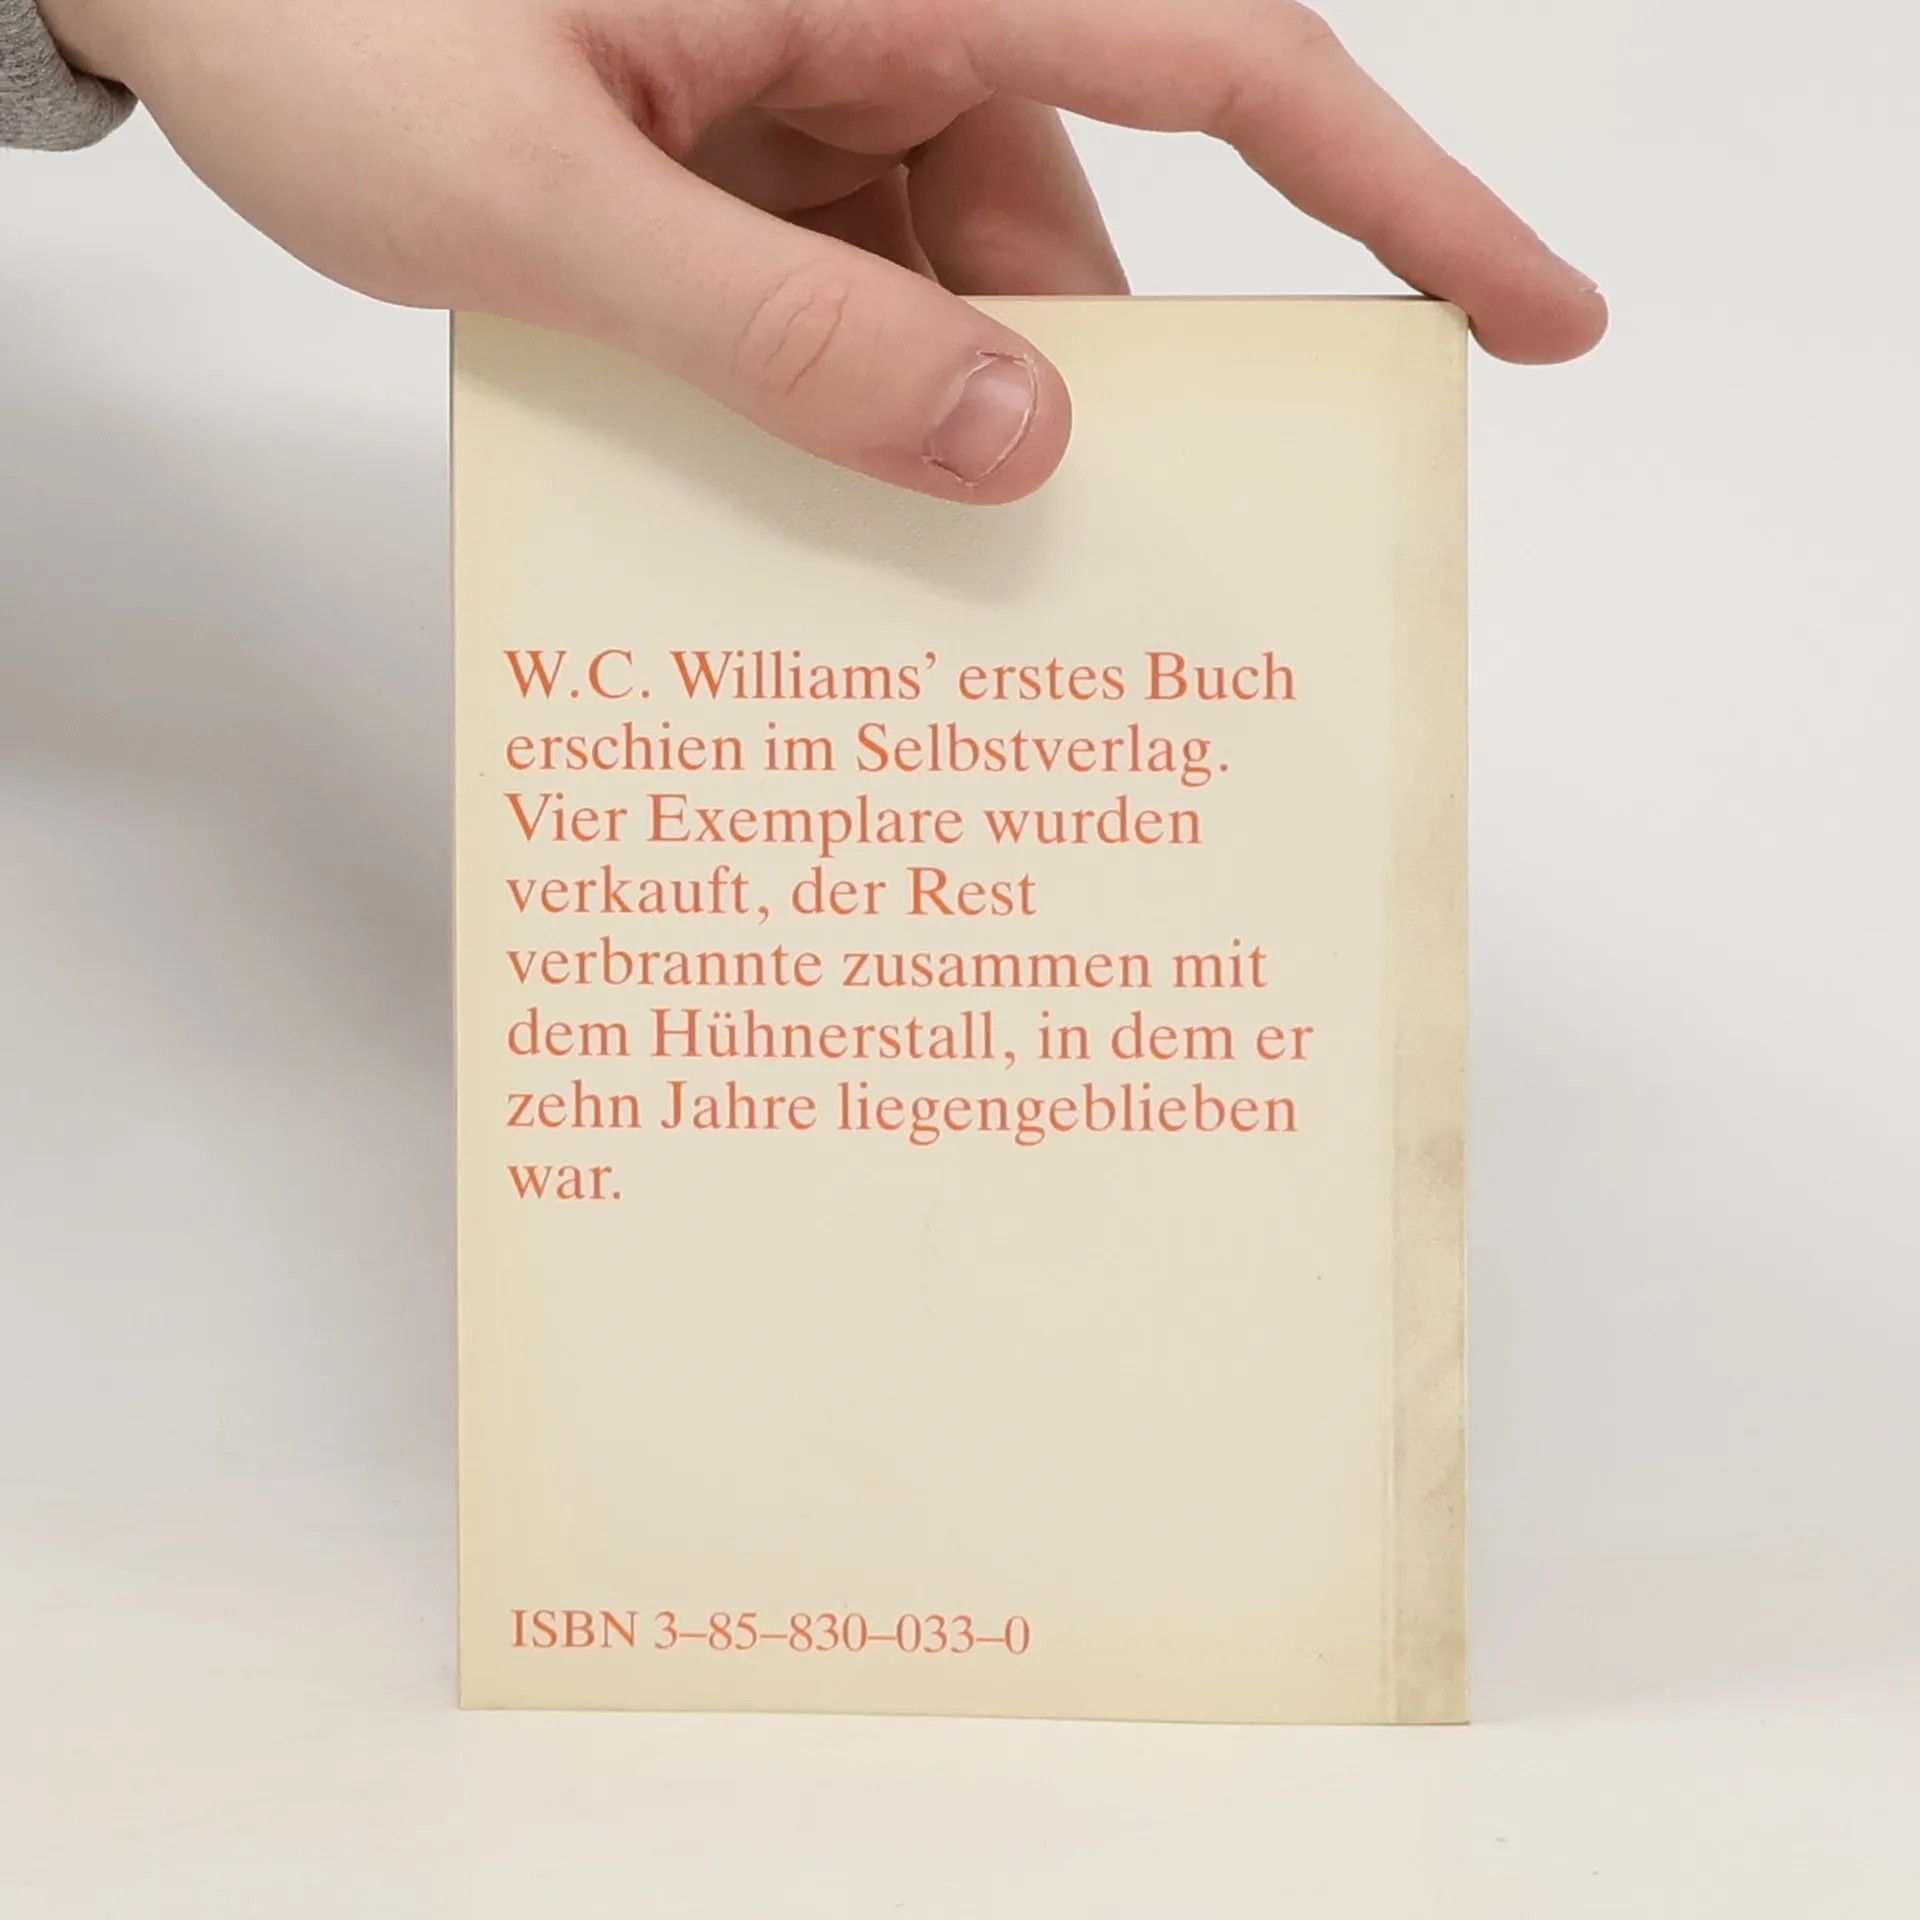 W.C. Williams’ erstes Buch
erschien im Selbstverlag.
Vier Exemplare wurden
verkauft, der Rest
verbrannte zusammen mit
dem Hühnerstall, in dem er
zehn Jahre liegengeblieben
war.
ISBN 3–85–830–033–0